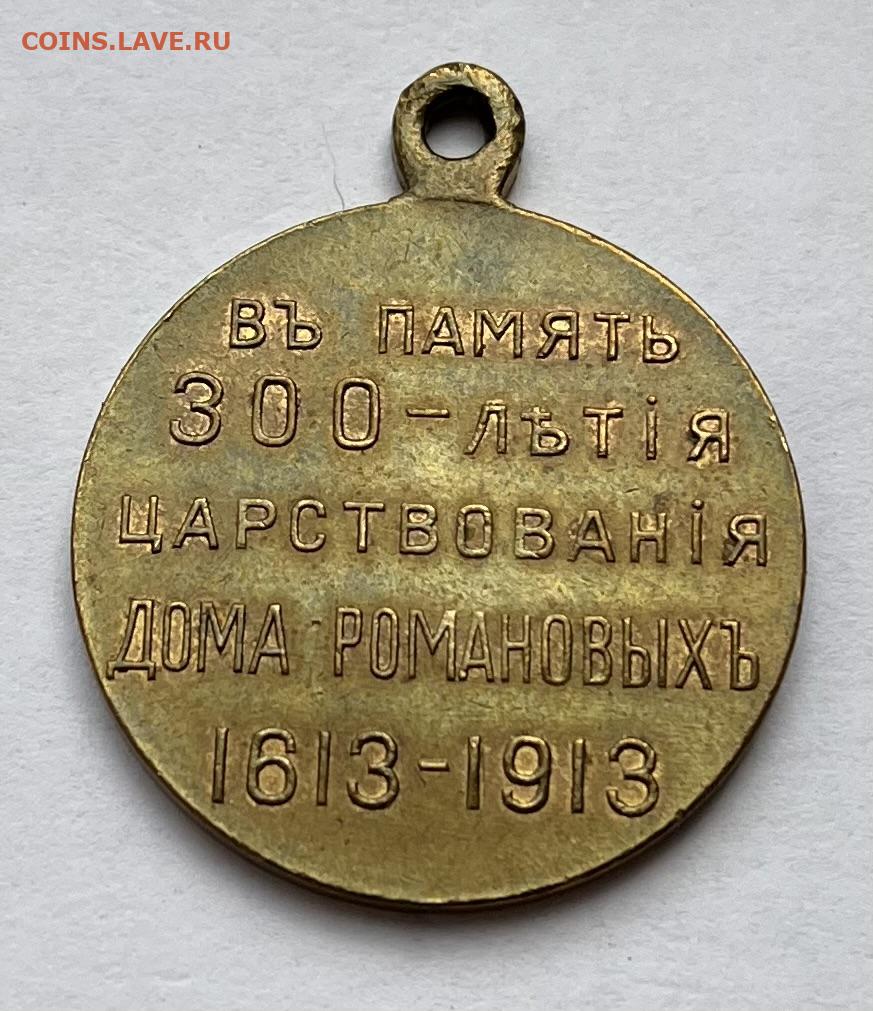 COINS.LAVE.RU
ВЪ ПАМЯТЬ
300-ЛѢТІЯ
ЦАРСТВОВАНІЯ
ДОМА РОМАНОВЫХЪ
1613-1913